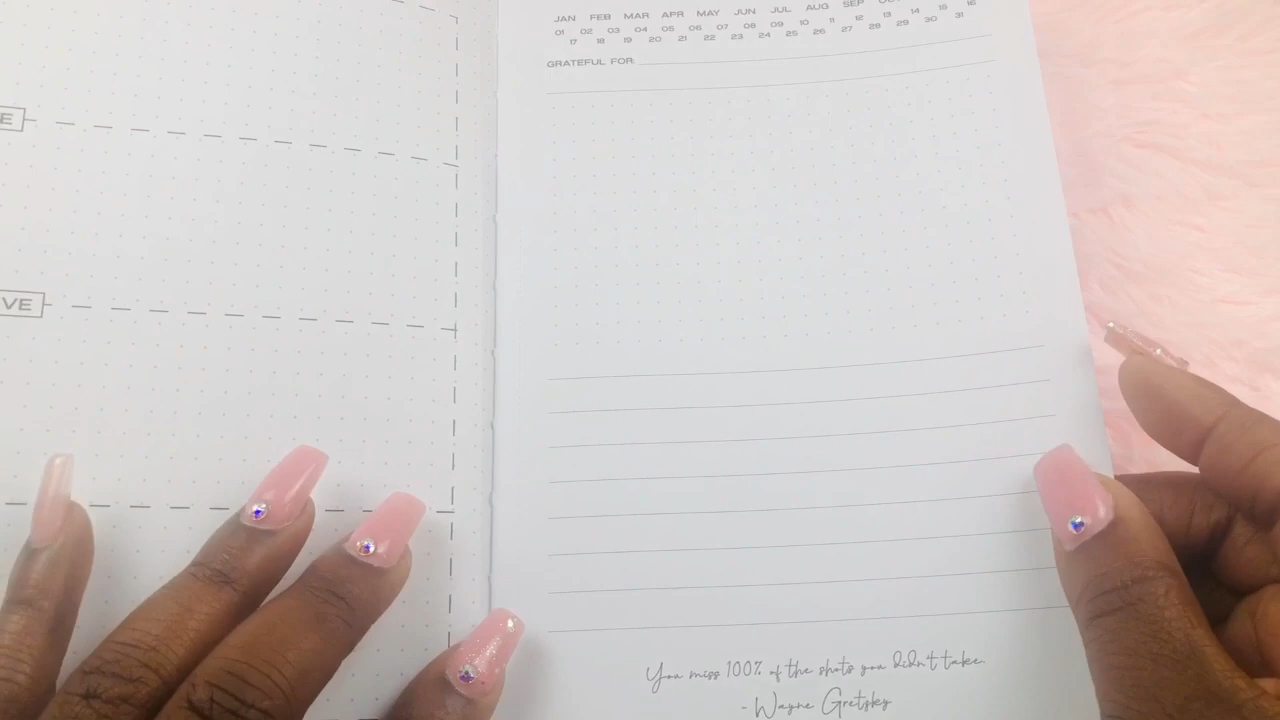 E
VE
JAN FEB MAR APR MAY JUN JUL AUG SEP
01 02 03 04 05 06 07 08 09 10 11 12 13 14 15 16
17 18 19 20 21 22 23 24 25 26 27 28 29 30 31
GRATEFUL FOR:
You miss 100% of the shots you didn't take.
- Wayne Gretsky